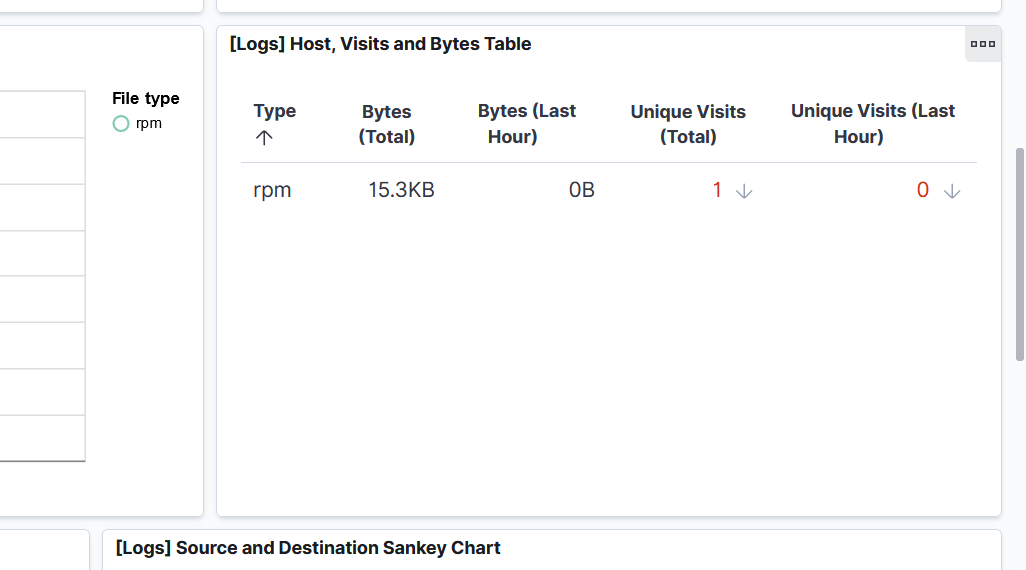 [Logs] Host, Visits and Bytes Table
File type
rpm
Type
Bytes
(Total)
Bytes (Last
Hour)
Unique Visits
(Total)
Unique Visits (Last
Hour)
rpm 15.3KB 0B 1 0
[Logs] Source and Destination Sankey Chart